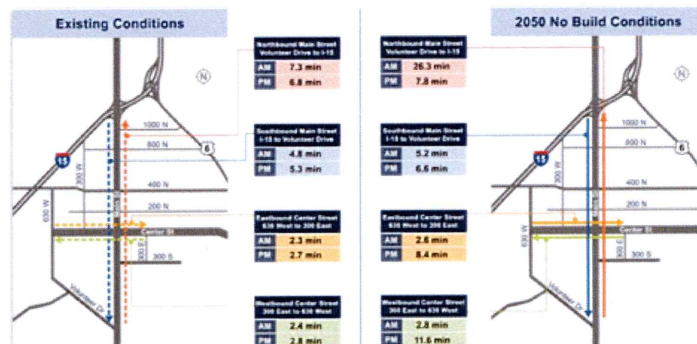 Existing Conditions
Northbound Main Street
Volunteer Drive to I-15
AM 7.3 min
PM 6.8 min
Southbound Main Street
I-15 to Volunteer Drive
AM 4.8 min
PM 5.3 min
Eastbound Center Street
630 West to 300 East
AM 2.3 min
PM 2.7 min
Westbound Center Street
300 East to 630 West
AM 2.4 min
PM 2.8 min
N
1000 N
15
800 N
6
300 W
400 N
630 W
200 N
Center St
300 E
300 S
Volunteer Dr
2050 No Build Conditions
Northbound Main Street
Volunteer Drive to I-15
AM 26.3 min
PM 7.8 min
Southbound Main Street
I-15 to Volunteer Drive
AM 5.2 min
PM 6.6 min
Eastbound Center Street
630 West to 300 East
AM 2.6 min
PM 8.4 min
Westbound Center Street
300 East to 630 West
AM 2.8 min
PM 11.6 min
N
1000 N
15
800 N
6
300 W
400 N
630 W
200 N
Center St
300 E
300 S
Volunteer Dr